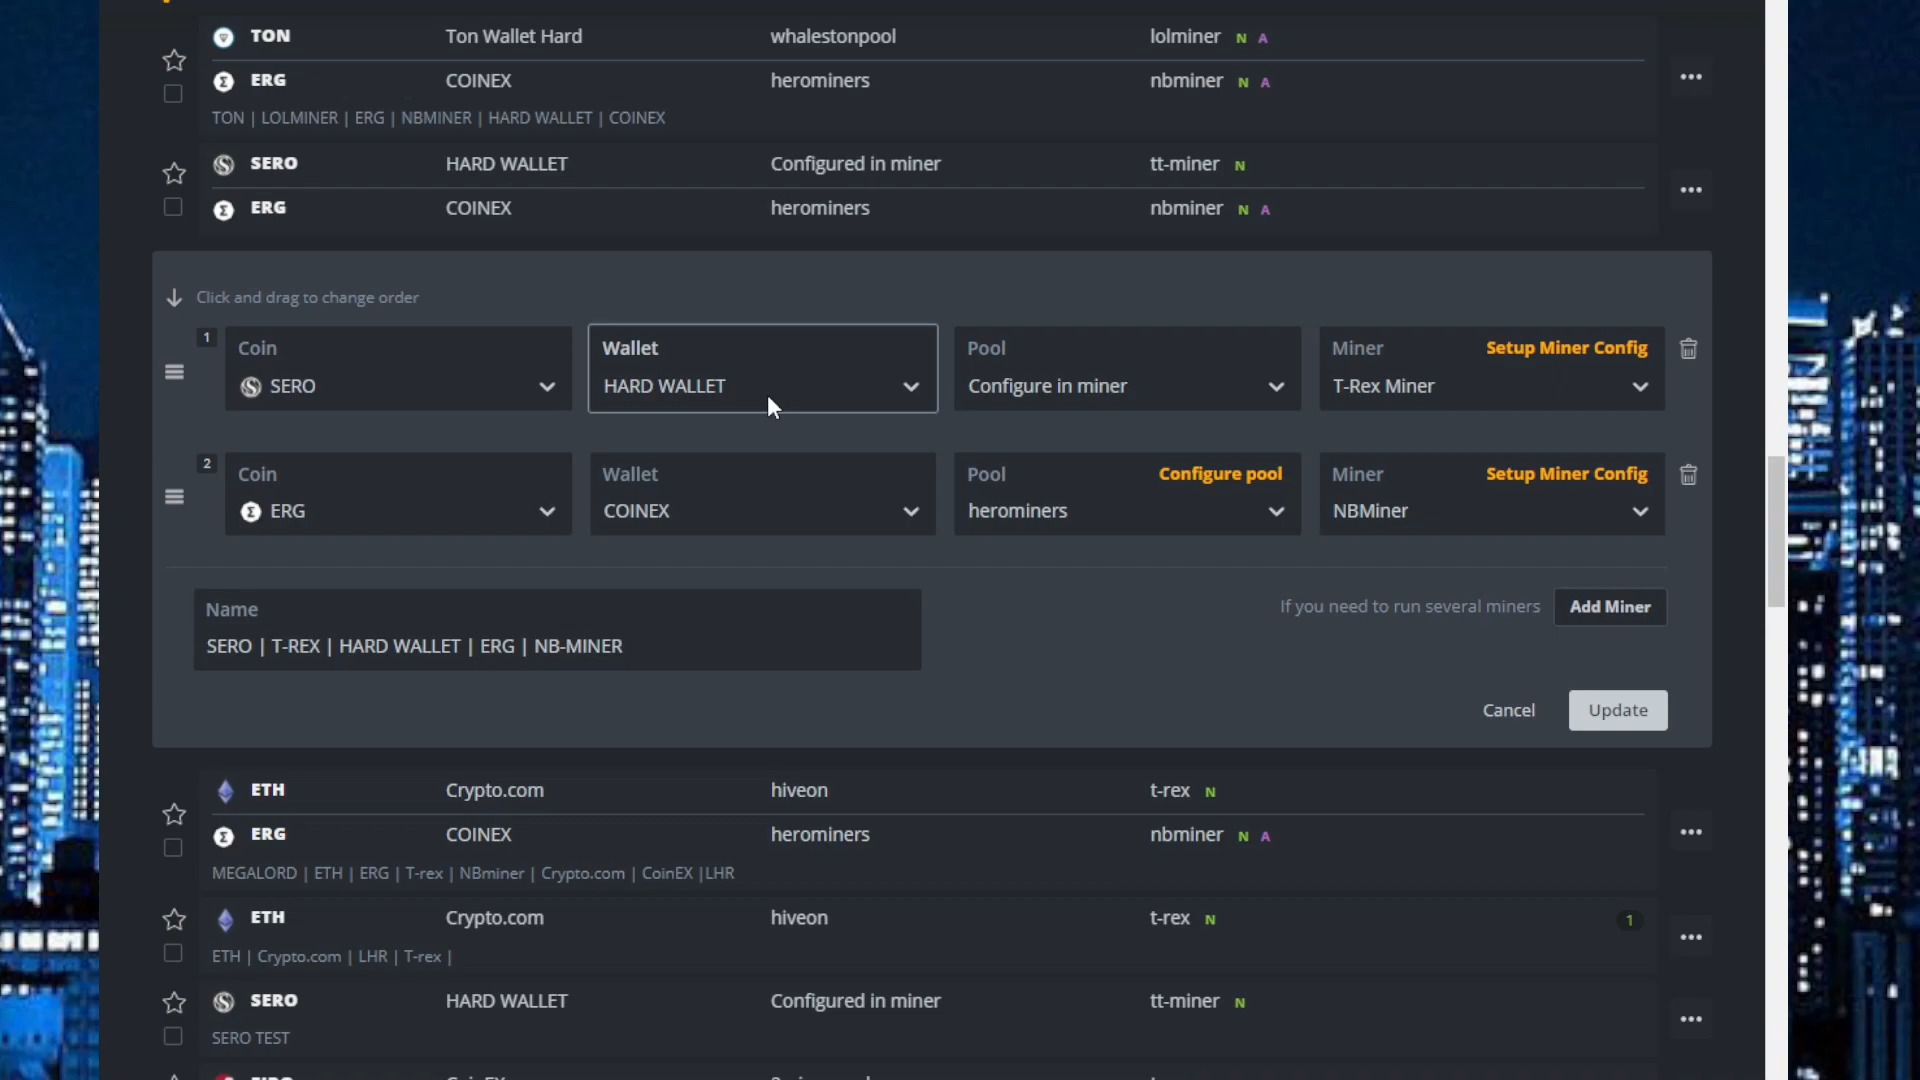 TON Ton Wallet Hard whalestonpool lolminer N A
ERG COINEX herominers nbminer N A
TON | LOLMINER | ERG | NBMINER | HARD WALLET | COINEX
SERO HARD WALLET Configured in miner tt-miner N
ERG COINEX herominers nbminer N A
Click and drag to change order
1 Coin Wallet Pool Miner Setup Miner Config
SERO HARD WALLET Configure in miner T-Rex Miner
2 Coin Wallet Pool Configure pool Miner Setup Miner Config
ERG COINEX herominers NBMiner
Name If you need to run several miners Add Miner
SERO | T-REX | HARD WALLET | ERG | NB-MINER
Cancel Update
ETH Crypto.com hiveon t-rex N
ERG COINEX herominers nbminer N A
MEGALORD | ETH | ERG | T-rex | NBminer | Crypto.com | CoinEX |LHR
ETH Crypto.com hiveon t-rex N 1
ETH | Crypto.com | LHR | T-rex |
SERO HARD WALLET Configured in miner tt-miner N
SERO TEST